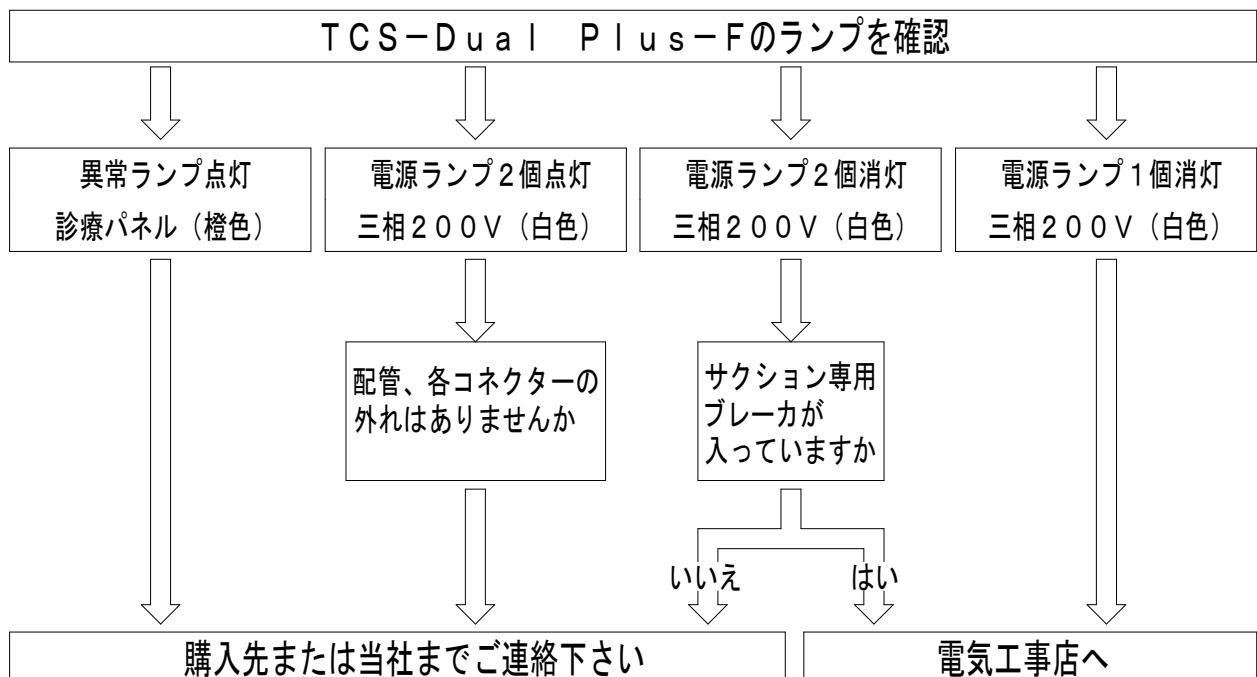 TCS-Dual Plus-Fのランプを確認
異常ランプ点灯
診療パネル(橙色)
電源ランプ2個点灯
三相200V(白色)
電源ランプ2個消灯
三相200V(白色)
電源ランプ1個消灯
三相200V(白色)
配管、各コネクターの
外れはありませんか
サクション専用
ブレーカが
入っていますか
いいえ
はい
購入先または当社までご連絡下さい
電気工事店へ